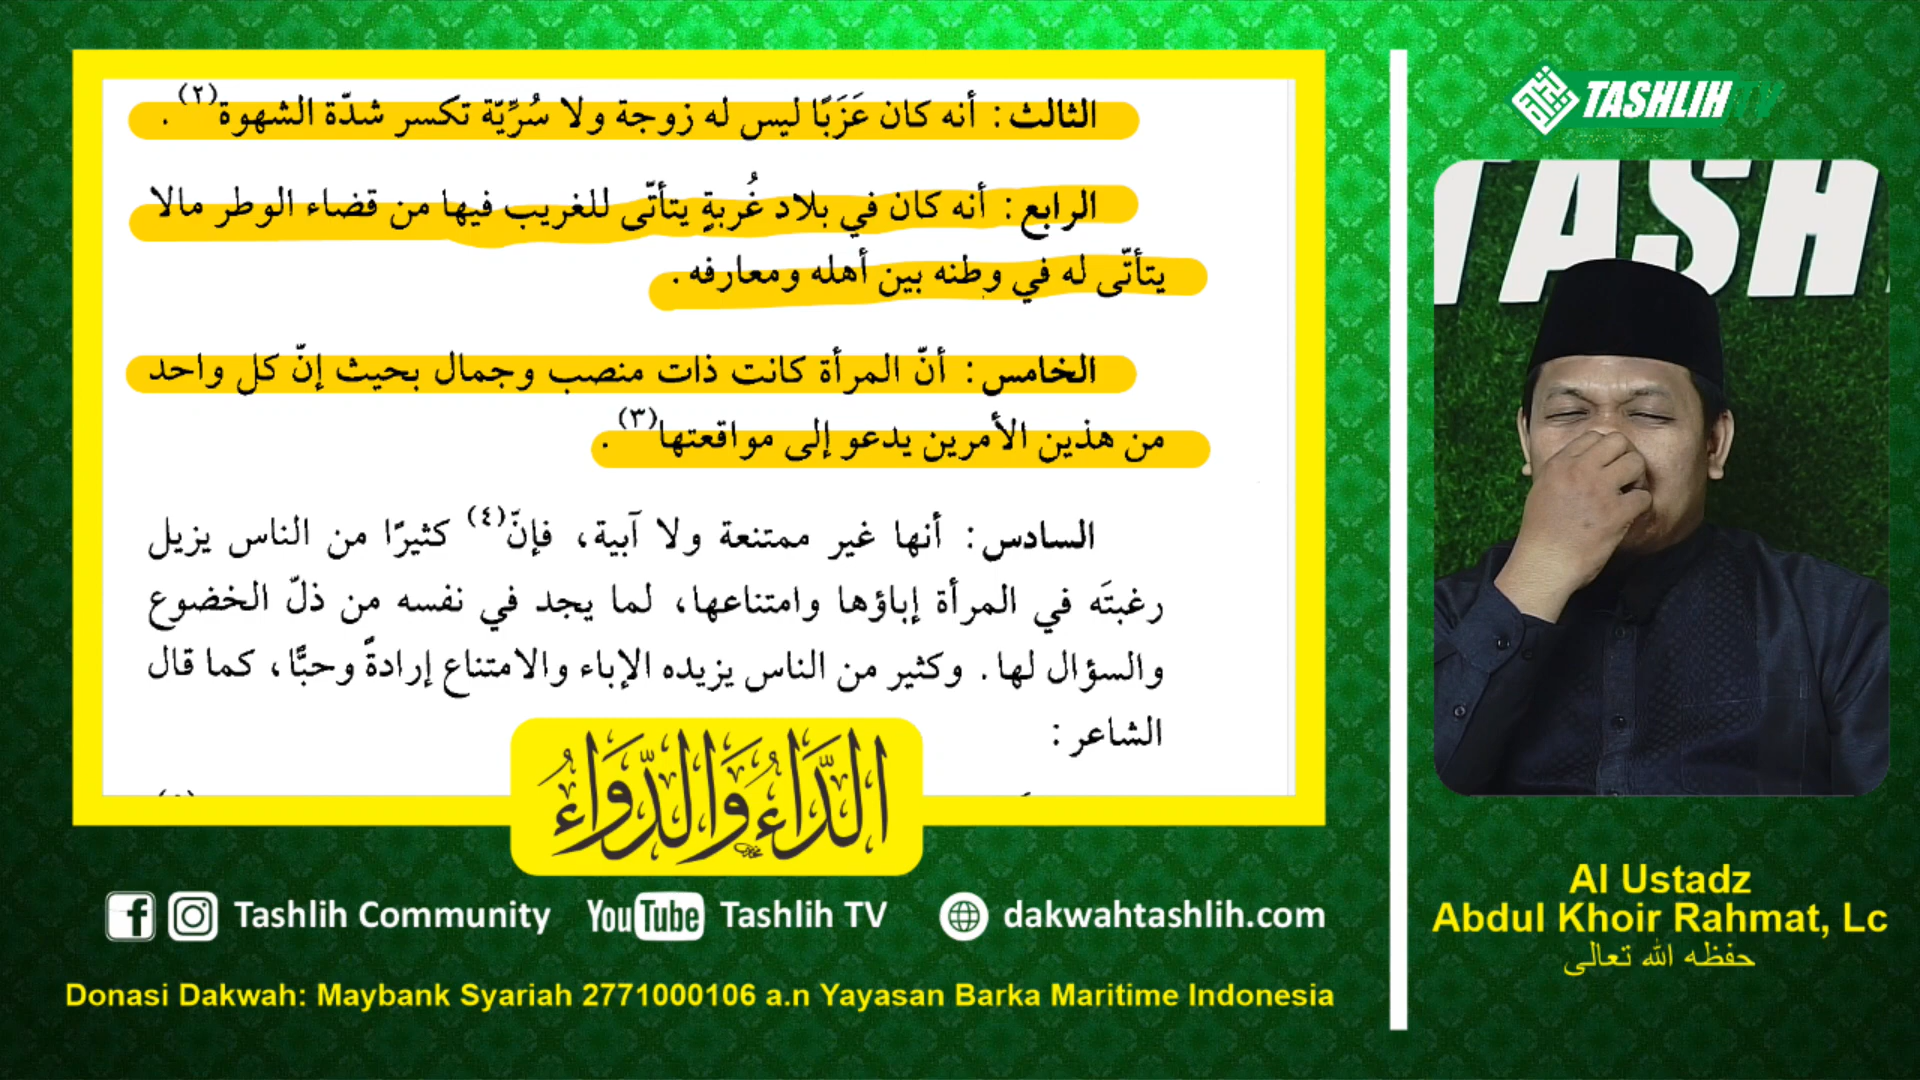 الثالث: أنه كان عَزَبًا ليس له زوجة ولا سُرِّيّة تكسر شدّة الشهوة(٢).
الرابع: أنه كان في بلاد غُربةٍ يتأتّى للغريب فيها من قضاء الوطر مالا
يتأتّى له في وطنه بين أهله ومعارفه.
الخامس: أنّ المرأة كانت ذات منصب وجمال بحيث إنّ كل واحد
من هذين الأمرين يدعو إلى مواقعتها(٣).
السادس: أنها غير ممتنعة ولا آبية، فإنّ(٤) كثيرًا من الناس يزيل
رغبتَه في المرأة إباؤها وامتناعها، لما يجد في نفسه من ذلّ الخضوع
والسؤال لها. وكثير من الناس يزيده الإباء والامتناع إرادةً وحبًّا، كما قال
الشاعر:
الدَّاءُ وَالدَّوَاءُ
TASHLIH TV
TASH
Al Ustadz
Abdul Khoir Rahmat, Lc
حفظه الله تعالى
Tashlih Community YouTube Tashlih TV dakwahtashlih.com
Donasi Dakwah: Maybank Syariah 2771000106 a.n Yayasan Barka Maritime Indonesia